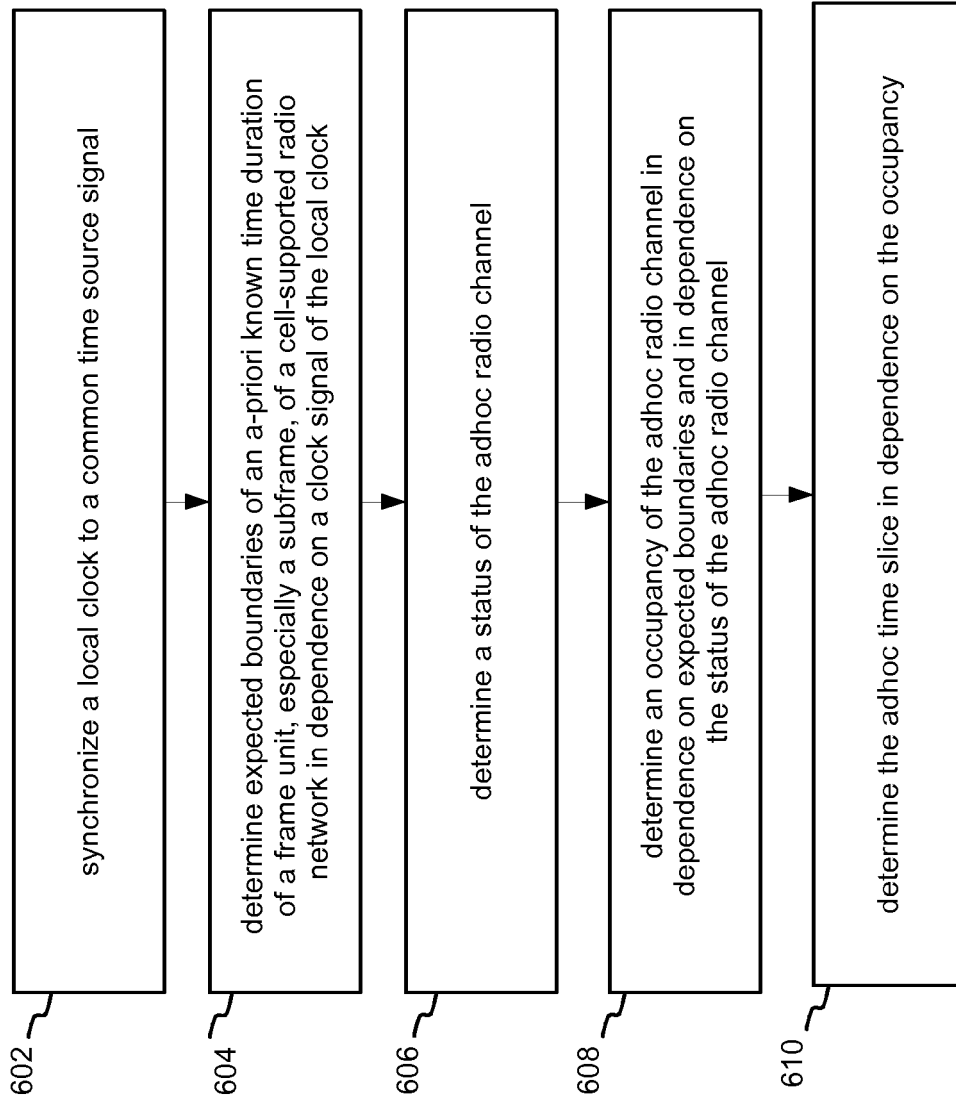 602
synchronize a local clock to a common time source signal
604
determine expected boundaries of an a-priori known time duration
of a frame unit, especially a subframe, of a cell-supported radio
network in dependence on a clock signal of the local clock
606
determine a status of the adhoc radio channel
608
determine an occupancy of the adhoc radio channel in
dependence on expected boundaries and in dependence on
the status of the adhoc radio channel
610
determine the adhoc time slice in dependence on the occupancy